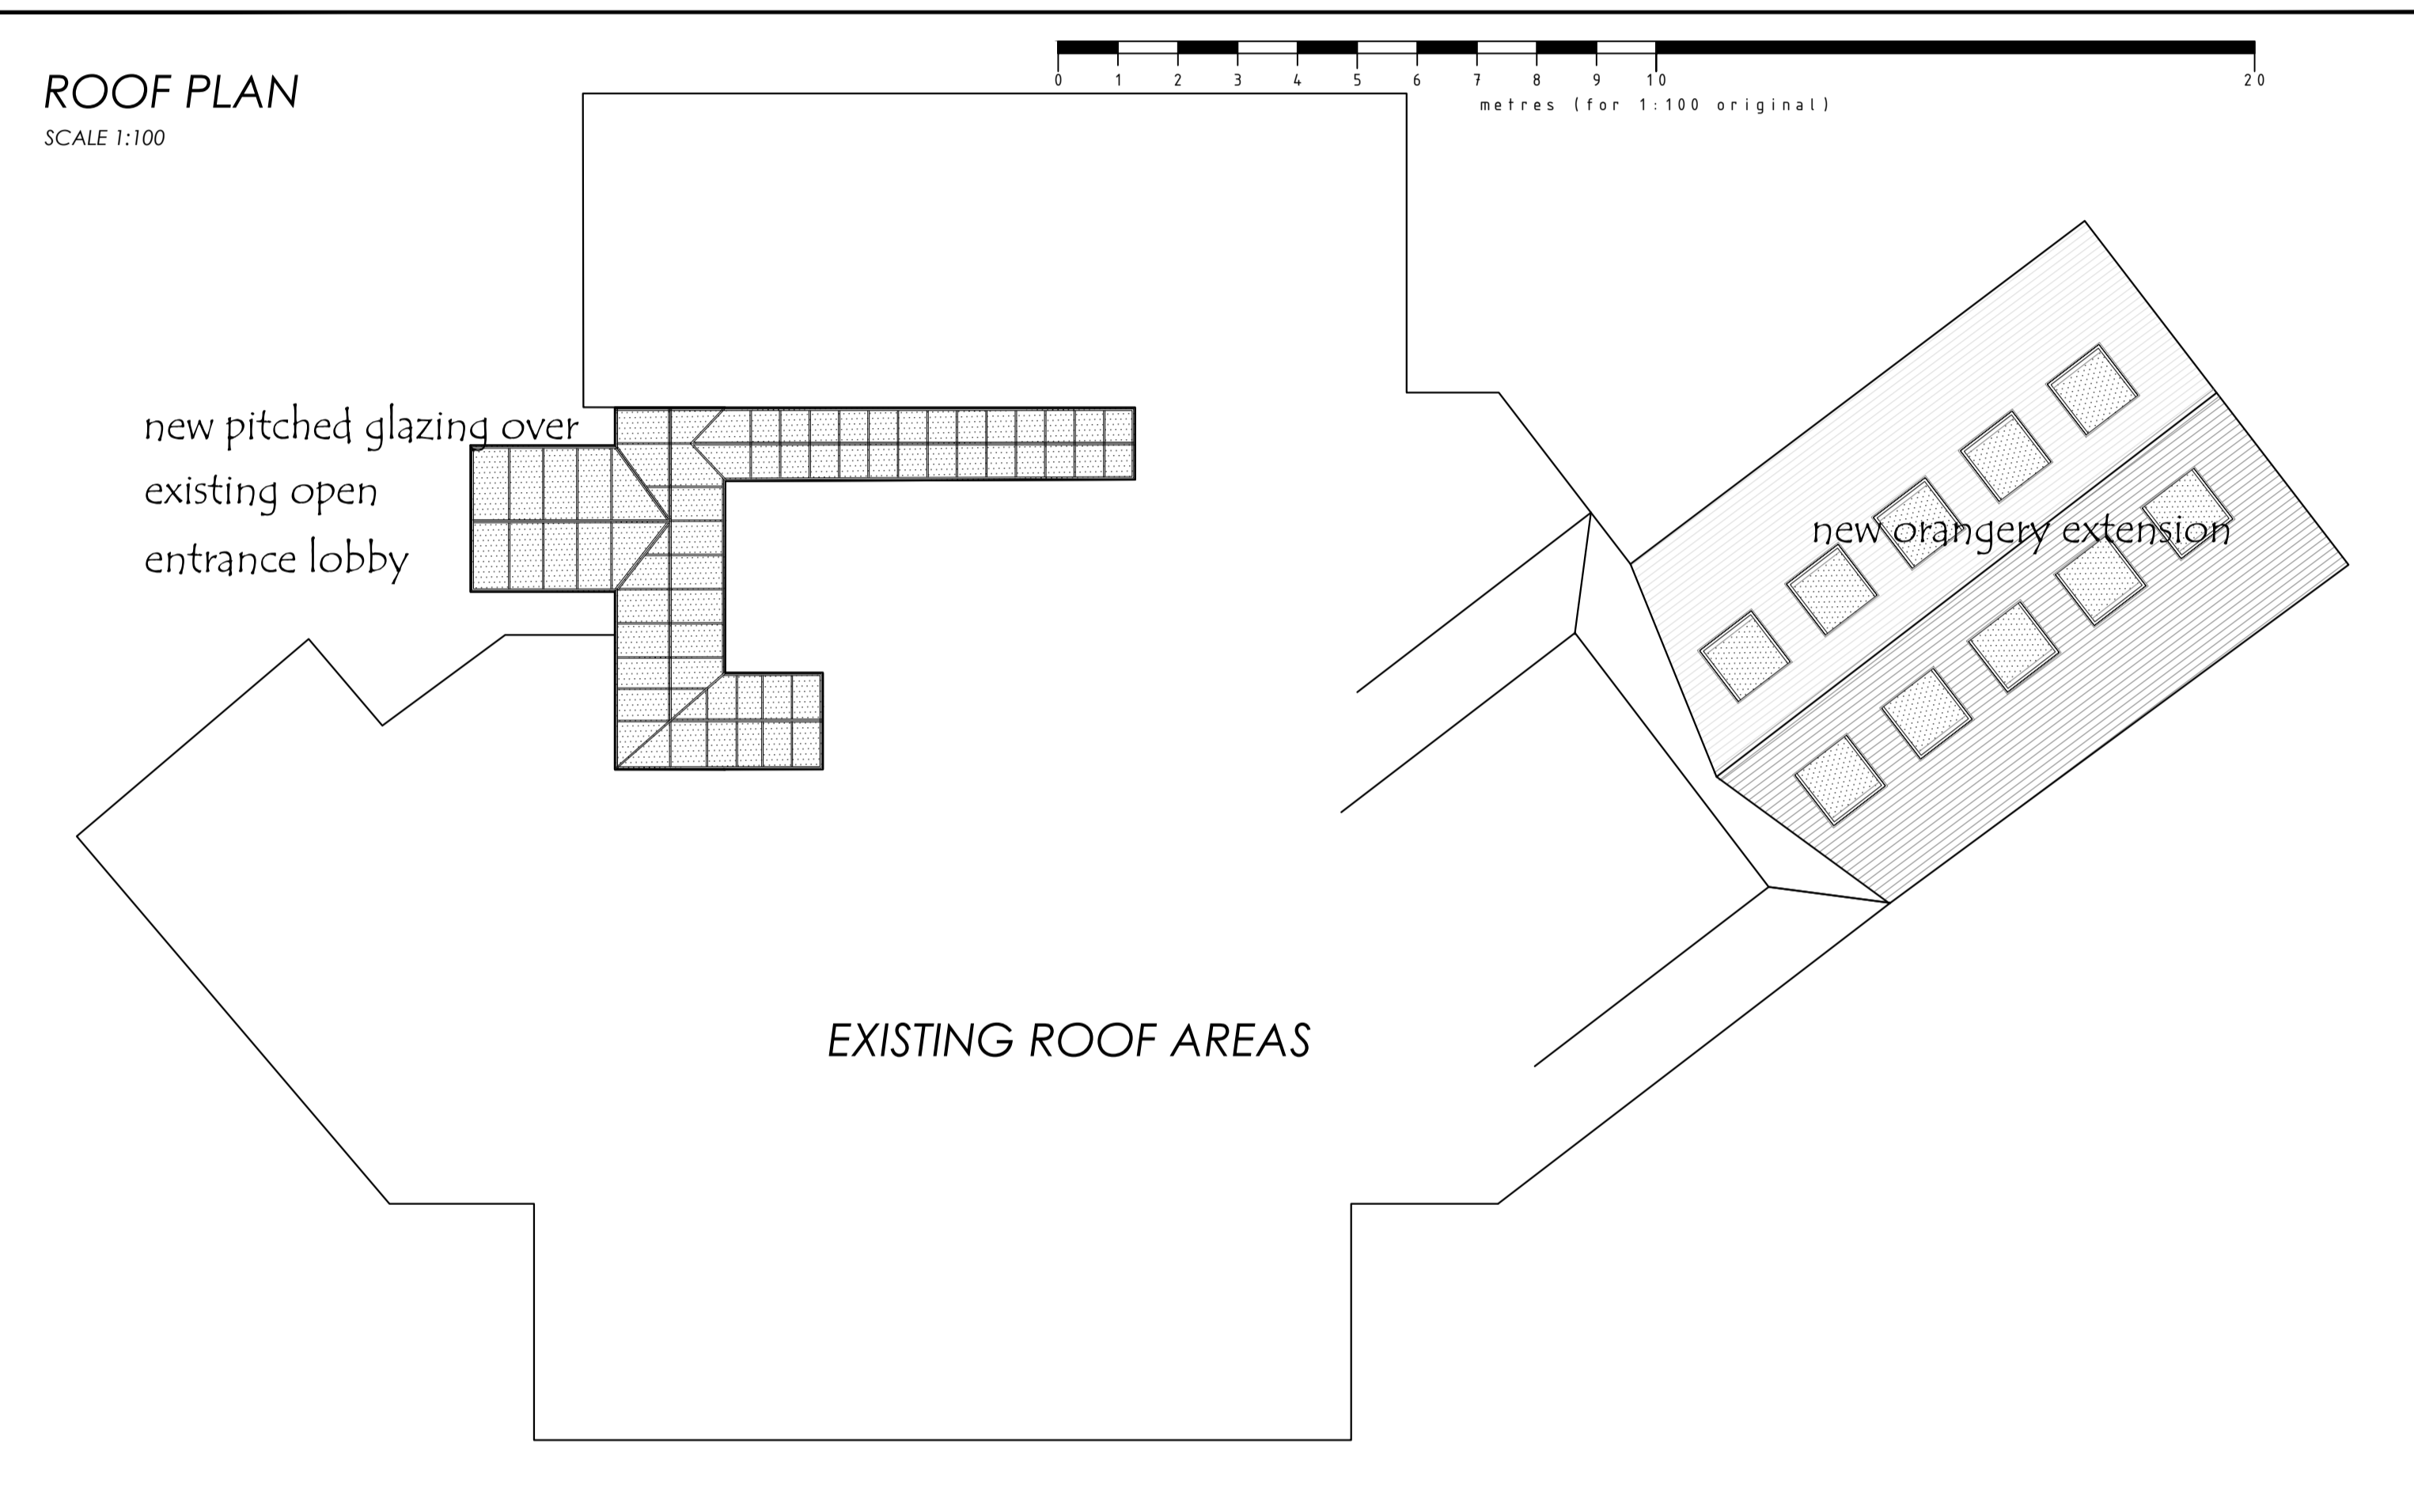 ROOF PLAN
SCALE 1:100
0 1 2 3 4 5 6 7 8 9 10 20
metres (for 1:100 original)
new pitched glazing over
existing open
entrance lobby
new orangery extension
EXISTING ROOF AREAS